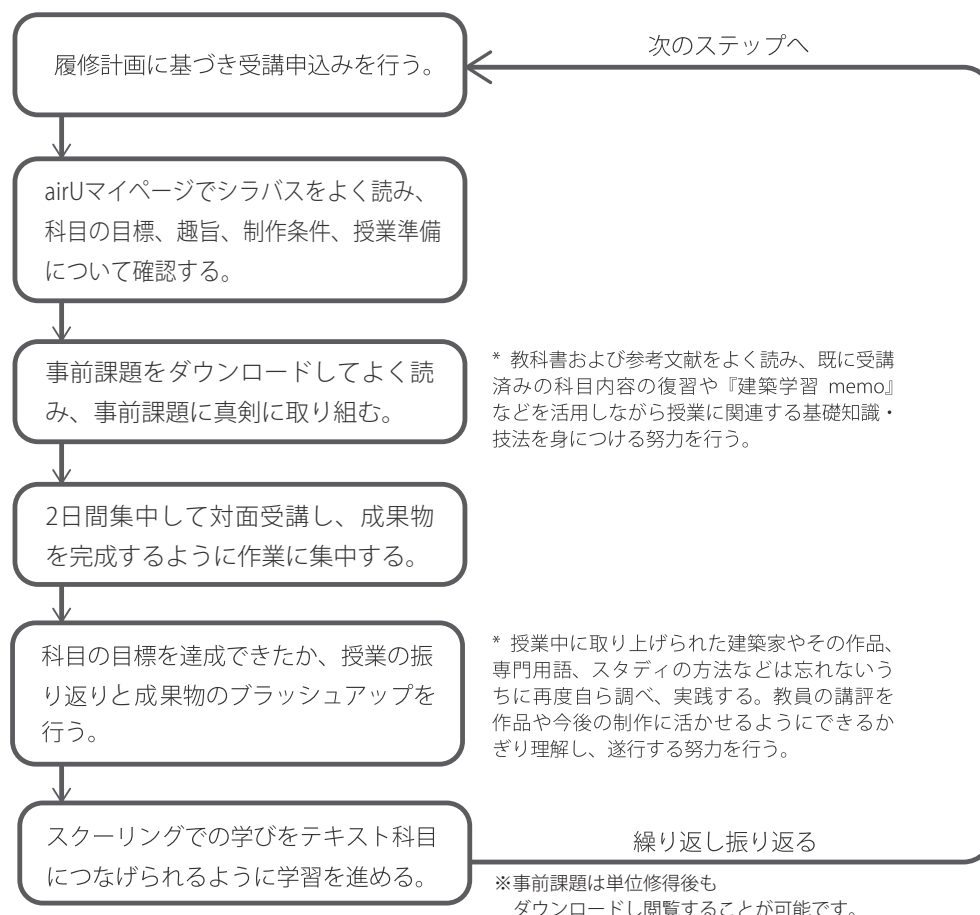 次のステップへ
履修計画に基づき受講申込みを行う。
airUマイページでシラバスをよく読み、
科目の目標、趣旨、制作条件、授業準備
について確認する。
事前課題をダウンロードしてよく読
み、事前課題に真剣に取り組む。
* 教科書および参考文献をよく読み、既に受講
済みの科目内容の復習や『建築学習 memo』
などを活用しながら授業に関連する基礎知識・
技法を身につける努力を行う。
2日間集中して対面受講し、成果物
を完成するように作業に集中する。
科目の目標を達成できたか、授業の振
り返りと成果物のブラッシュアップを
行う。
* 授業中に取り上げられた建築家やその作品、
専門用語、スタディの方法などは忘れないう
ちに再度自ら調べ、実践する。教員の講評を
作品や今後の制作に活かせるようにできるか
ぎり理解し、遂行する努力を行う。
スクーリングでの学びをテキスト科目
につなげられるように学習を進める。
繰り返し振り返る
※事前課題は単位修得後も
ダウンロードし閲覧することが可能です。